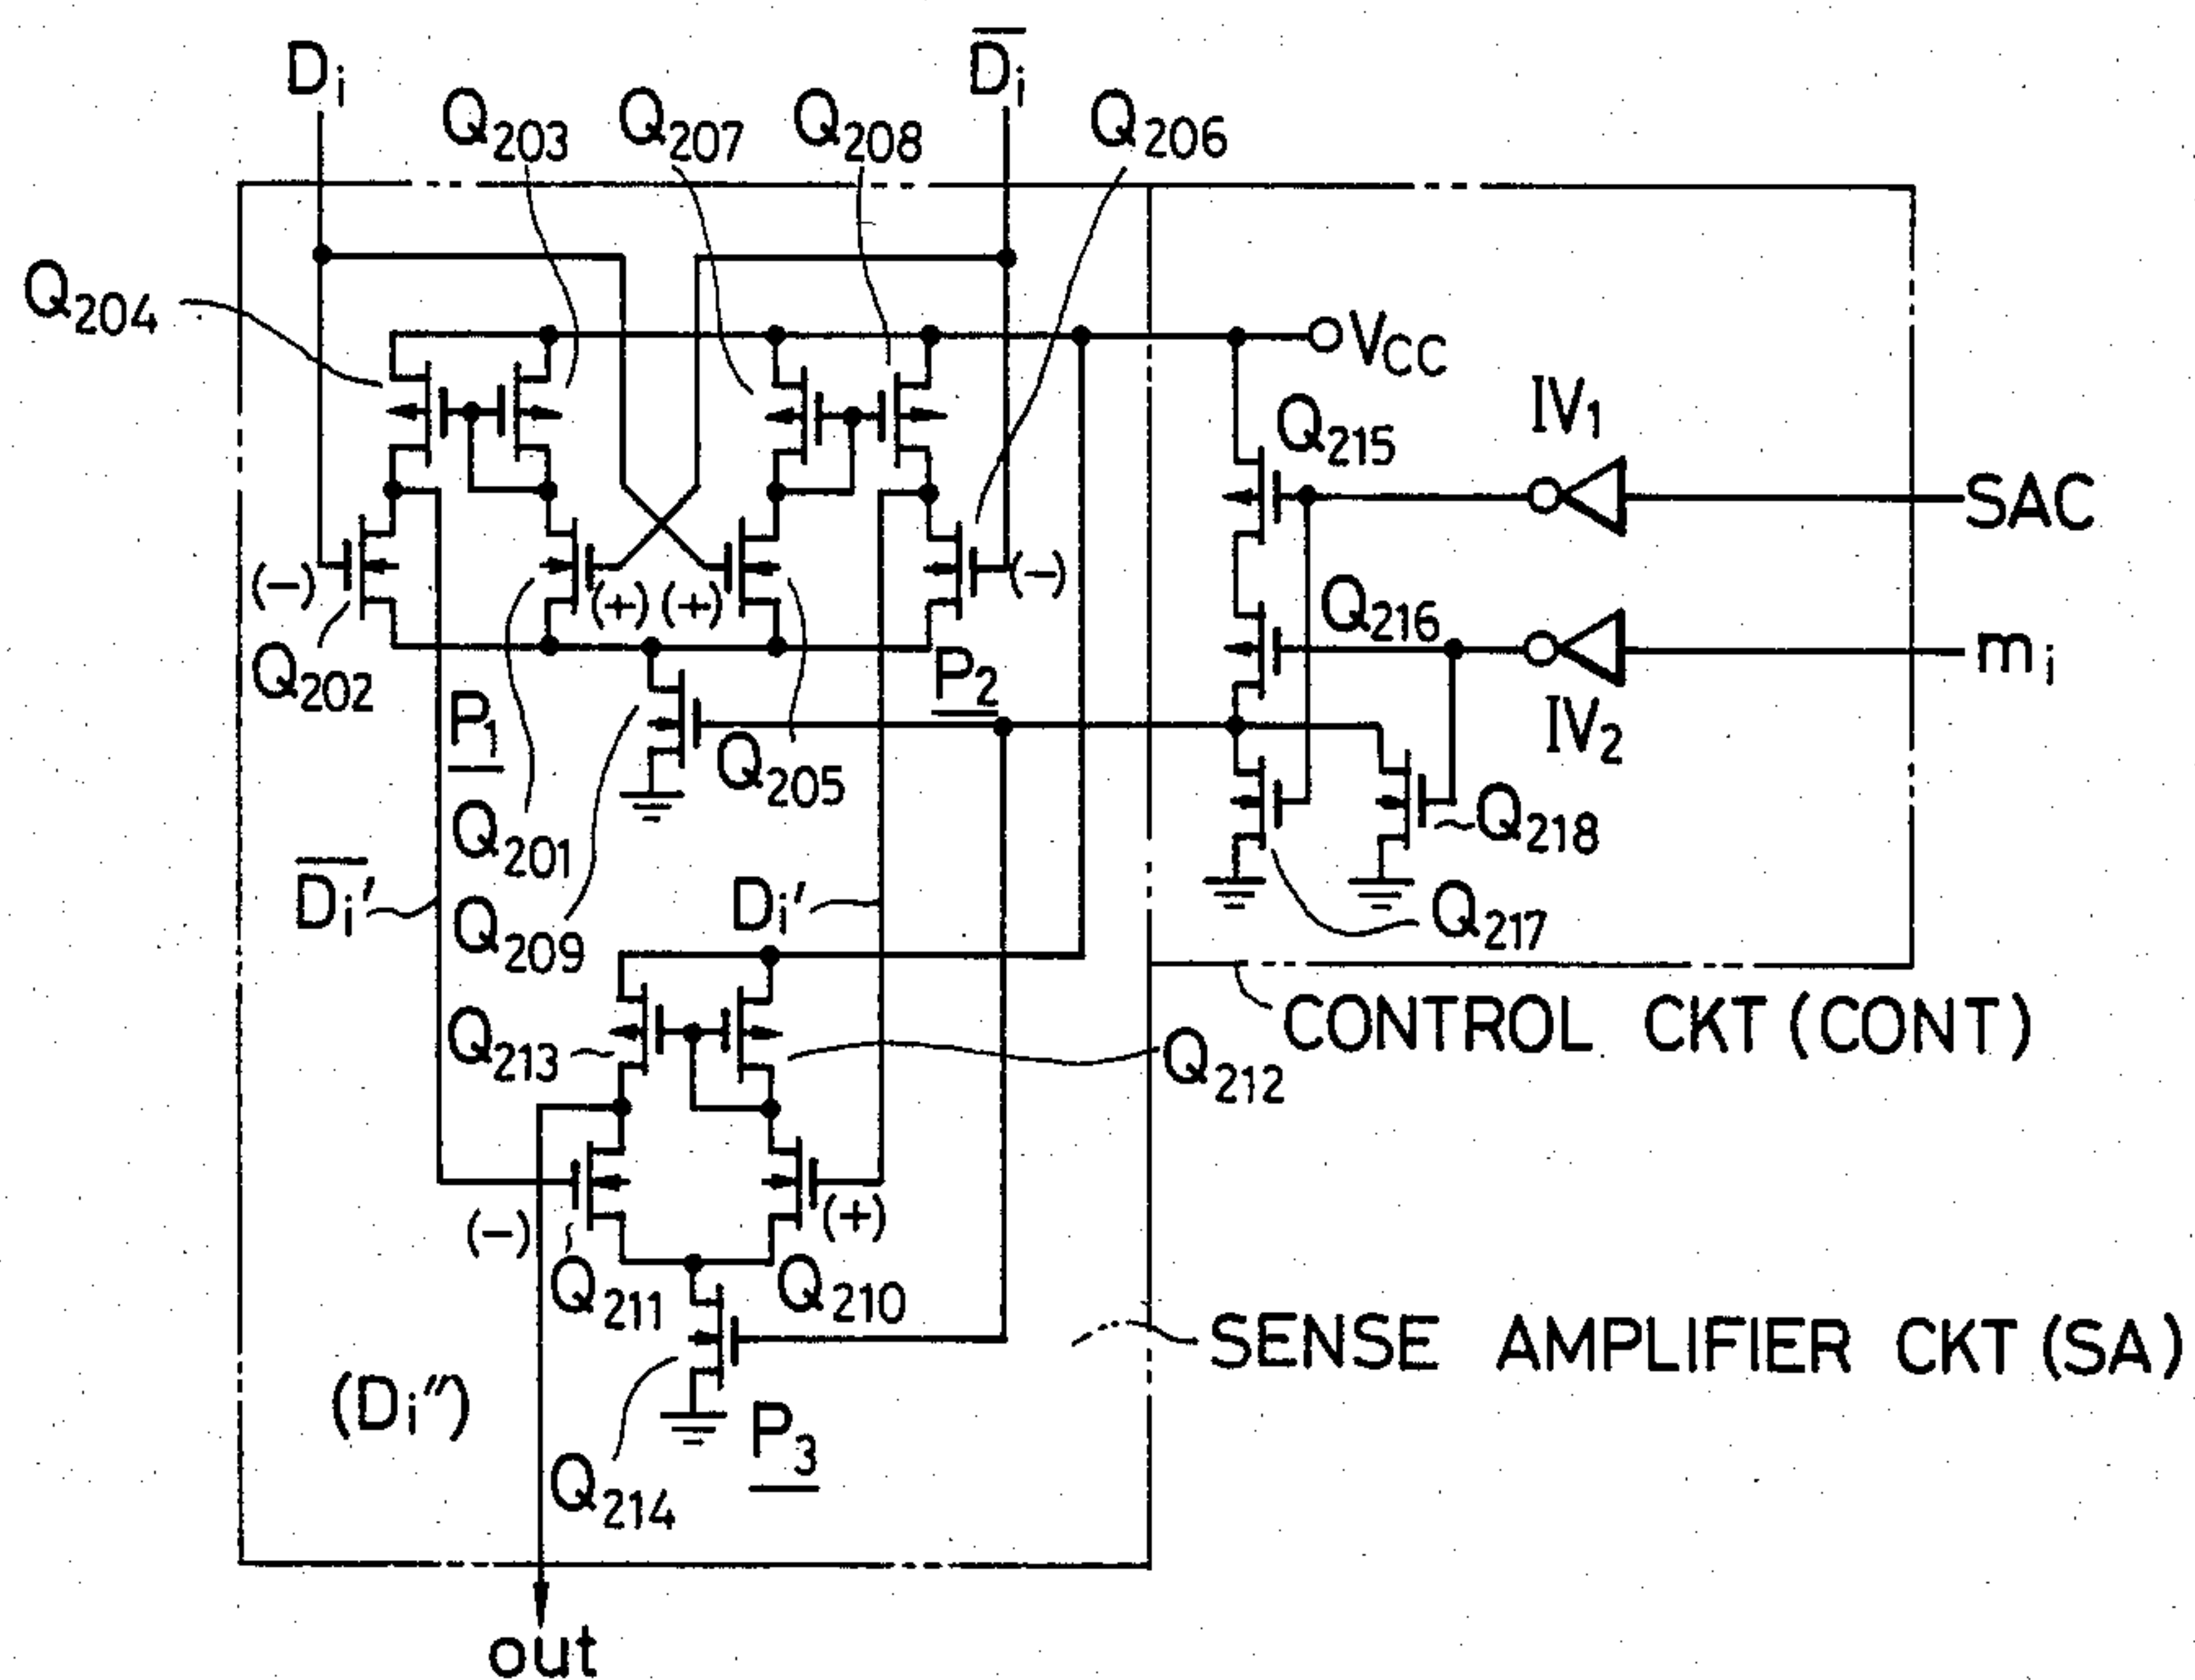 Di
D̅i̅
Q203
Q207
Q208
Q206
Q204
VCC
Q215
IV1
SAC
(-)
(+)
(+)
(-)
Q216
mi
Q202
P1
P2
IV2
Q205
Q218
Q201
D̅i̅'
Di'
Q209
Q217
Q213
CONTROL CKT (CONT)
Q212
(-)
(+)
Q211
Q210
SENSE AMPLIFIER CKT (SA)
(Di'')
P3
Q214
out